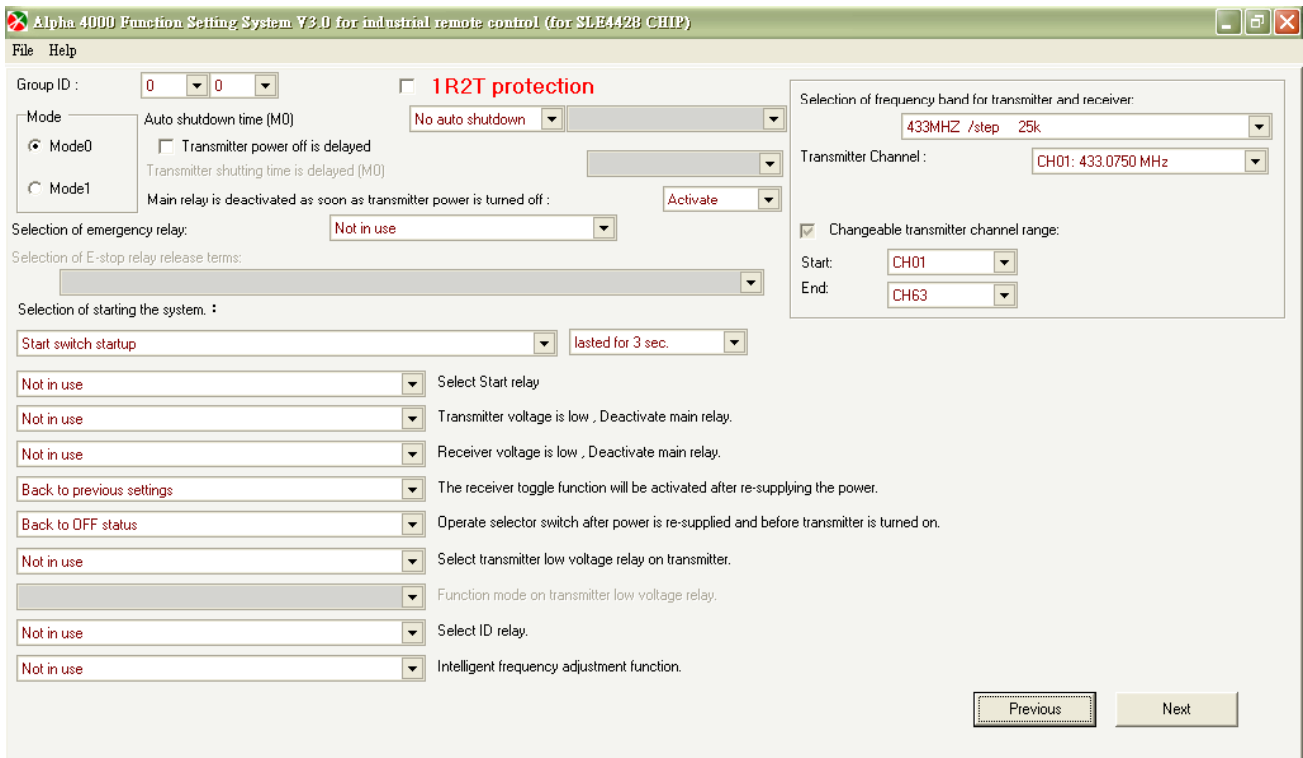 Alpha 4000 Function Setting System V3.0 for industrial remote control (for SLE4428 CHIP)
File Help
Group ID : 0 0
1R2T protection
Mode
Mode0
Mode1
Auto shutdown time (M0) No auto shutdown
Transmitter power off is delayed
Transmitter shutting time is delayed (M0)
Main relay is deactivated as soon as transmitter power is turned off : Activate
Selection of emergency relay: Not in use
Selection of E-stop relay release terms:
Selection of frequency band for transmitter and receiver:
433MHZ /step 25k
Transmitter Channel : CH01: 433.0750 MHz
Changeable transmitter channel range:
Start: CH01
End: CH63
Selection of starting the system. :
Start switch startup lasted for 3 sec.
Not in use Select Start relay
Not in use Transmitter voltage is low , Deactivate main relay.
Not in use Receiver voltage is low , Deactivate main relay.
Back to previous settings The receiver toggle function will be activated after re-supplying the power.
Back to OFF status Operate selector switch after power is re-supplied and before transmitter is turned on.
Not in use Select transmitter low voltage relay on transmitter.
Function mode on transmitter low voltage relay.
Not in use Select ID relay.
Not in use Intelligent frequency adjustment function.
Previous Next